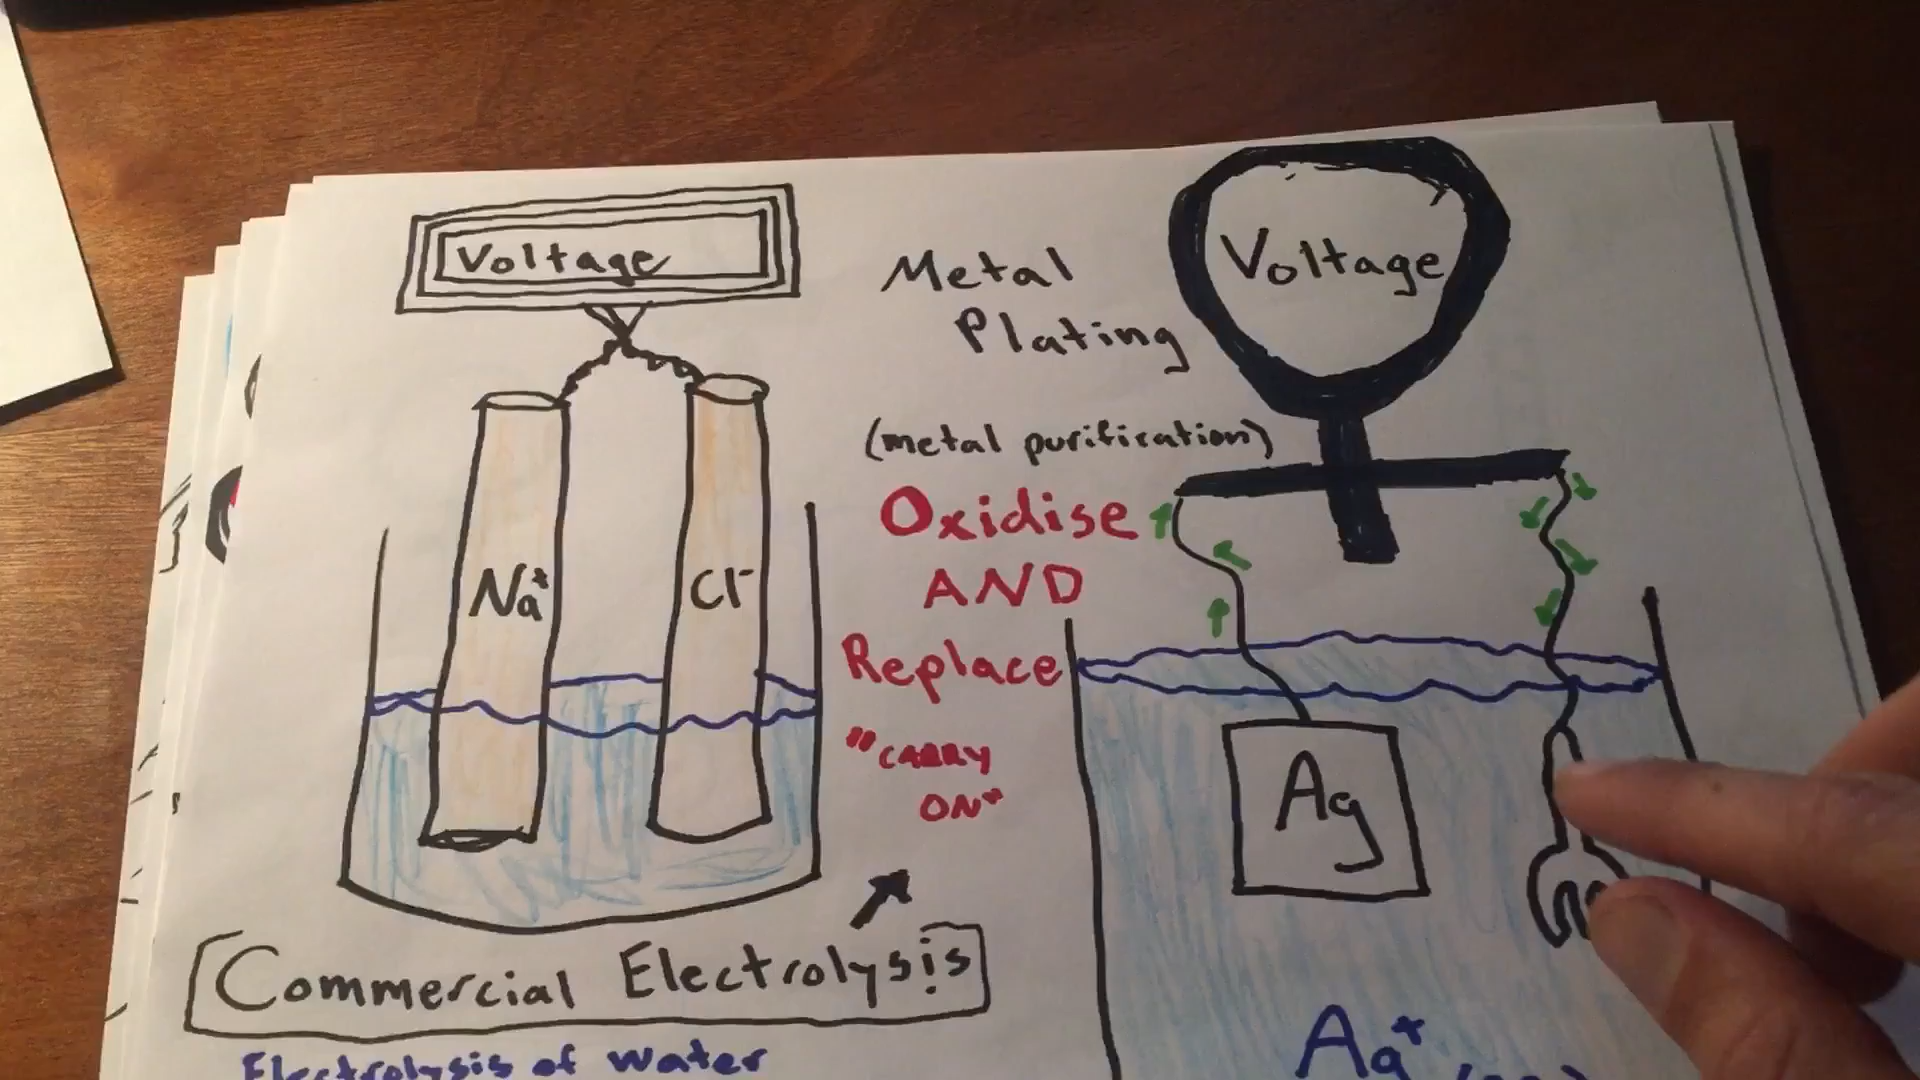 Voltage
Na+
Cl-
Commercial Electrolysis
Electrolysis of water
Metal
Plating
(metal purification)
Oxidise
AND
Replace
"CARRY
ON"
Voltage
Ag
Ag+